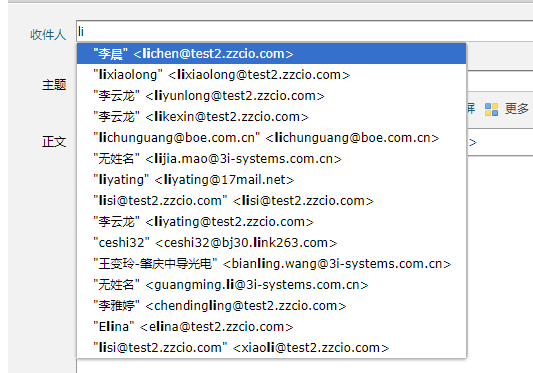 收件人 li
"李晨" <lichen@test2.zzcio.com>
"lixiaolong" <lixiaolong@test2.zzcio.com>
主题
"李云龙" <liyunlong@test2.zzcio.com>
屏 更多
"李云龙" <likexin@test2.zzcio.com>
正文
"lichunguang@boe.com.cn" <lichunguang@boe.com.cn>
>
"无姓名" <lijia.mao@3i-systems.com.cn>
"liyating" <liyating@17mail.net>
"lisi@test2.zzcio.com" <lisi@test2.zzcio.com>
"李云龙" <liyating@test2.zzcio.com>
"ceshi32" <ceshi32@bj30.link263.com>
"王变玲-肇庆中导光电" <bianling.wang@3i-systems.com.cn>
"无姓名" <guangming.li@3i-systems.com.cn>
"李雅婷" <chendingling@test2.zzcio.com>
"Elina" <elina@test2.zzcio.com>
"lisi@test2.zzcio.com" <xiaoli@test2.zzcio.com>